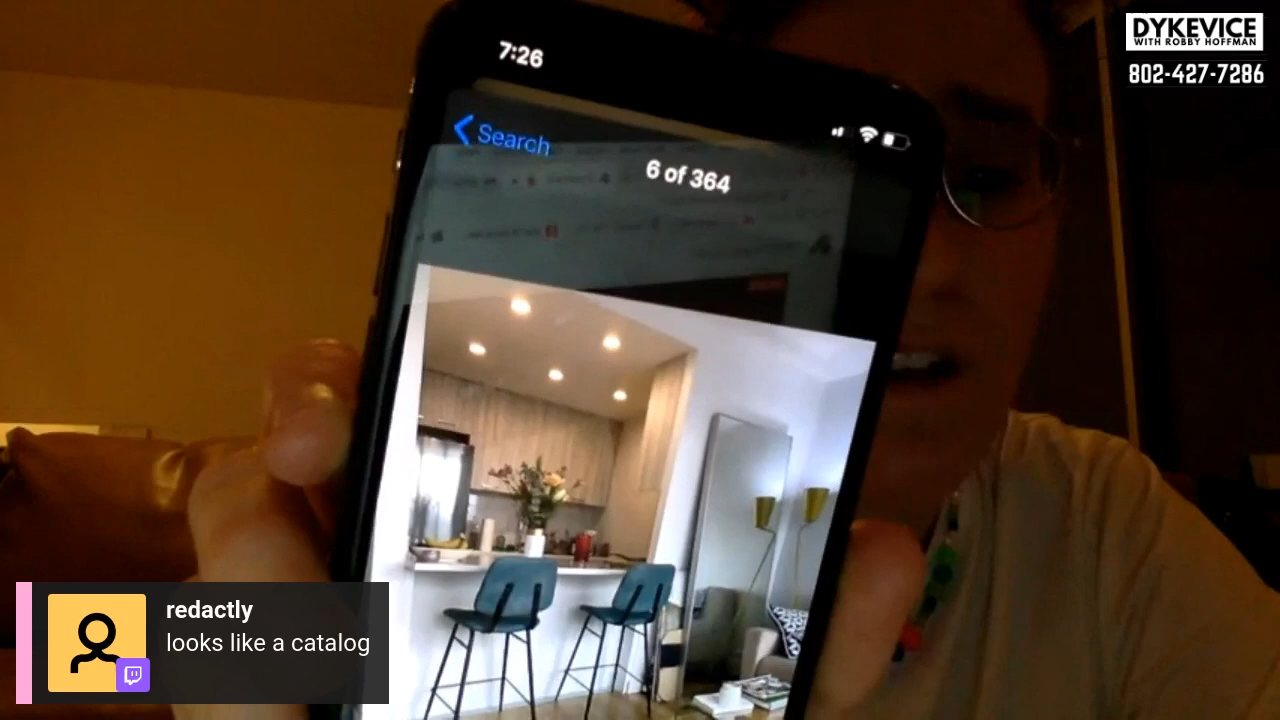 DYKEVICE
WITH ROBBY HOFFMAN
802-427-7286
7:26
Search
6 of 364
redactly
looks like a catalog